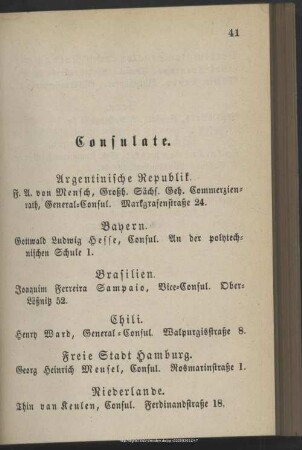 41
Consulate.
Argentinische Republik.
F. A. von Mensch, Großh. Sächs. Geh. Commerzien-
rath, General-Consul. Markgrafenstraße 24.
Bayern.
Gottwald Ludwig Hesse, Consul. An der polytech-
nischen Schule 1.
Brasilien.
Joaquim Ferreira Sampaio, Vice-Consul. Ober-
Lößnitz 52.
Chili.
Henry Ward, General-Consul. Walpurgisstraße 8.
Freie Stadt Hamburg.
Georg Heinrich Meusel, Consul. Rosmarinstraße 1.
Niederlande.
Thin van Keulen, Consul. Ferdinandstraße 18.